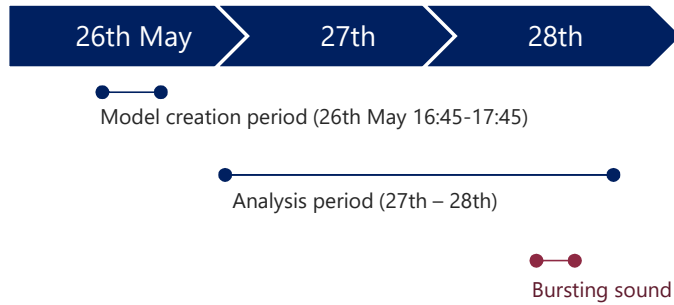 26th May 27th 28th
Model creation period (26th May 16:45-17:45)
Analysis period (27th – 28th)
Bursting sound